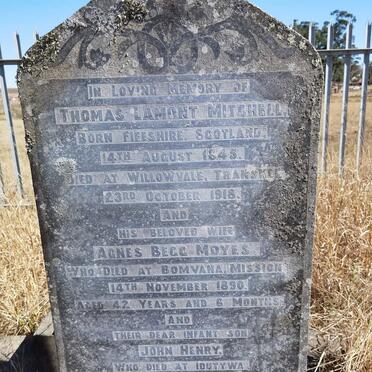 IN LOVING MEMORY OF
THOMAS LAMONT MITCHELL,
BORN FIFESHIRE, SCOTLAND,
14TH AUGUST 1848.
DIED AT WILLOWVALE, TRANSKEI,
23RD OCTOBER 1918.
AND
HIS BELOVED WIFE
AGNES BEGG MOYES,
WHO DIED AT BOMVANA MISSION
14TH NOVEMBER 1890.
AGED 42 YEARS AND 6 MONTHS.
AND
THEIR DEAR INFANT SON
JOHN HENRY,
WHO DIED AT IDUTYWA